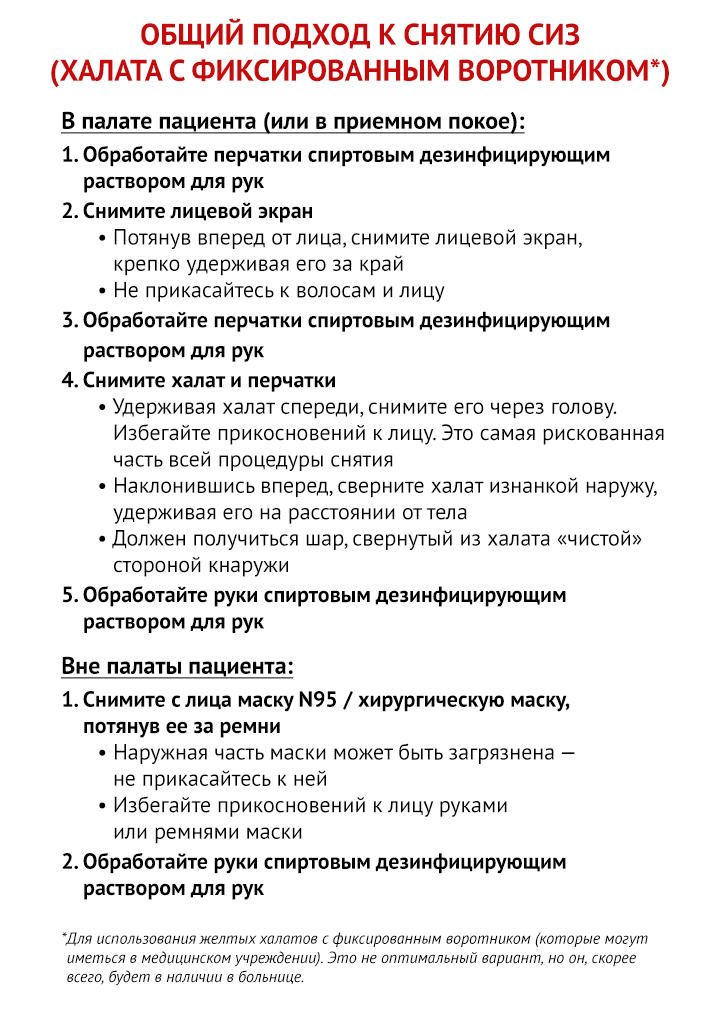 ОБЩИЙ ПОДХОД К СНЯТИЮ СИЗ
(ХАЛАТА С ФИКСИРОВАННЫМ ВОРОТНИКОМ*)
В палате пациента (или в приемном покое):
1. Обработайте перчатки спиртовым дезинфицирующим
раствором для рук
2. Снимите лицевой экран
• Потянув вперед от лица, снимите лицевой экран,
крепко удерживая его за край
• Не прикасайтесь к волосам и лицу
3. Обработайте перчатки спиртовым дезинфицирующим
раствором для рук
4. Снимите халат и перчатки
• Удерживая халат спереди, снимите его через голову.
Избегайте прикосновений к лицу. Это самая рискованная
часть всей процедуры снятия
• Наклонившись вперед, сверните халат изнанкой наружу,
удерживая его на расстоянии от тела
• Должен получиться шар, свернутый из халата «чистой»
стороной кнаружи
5. Обработайте руки спиртовым дезинфицирующим
раствором для рук
Вне палаты пациента:
1. Снимите с лица маску N95 / хирургическую маску,
потянув ее за ремни
• Наружная часть маски может быть загрязнена —
не прикасайтесь к ней
• Избегайте прикосновений к лицу руками
или ремнями маски
2. Обработайте руки спиртовым дезинфицирующим
раствором для рук
*Для использования желтых халатов с фиксированным воротником (которые могут
иметься в медицинском учреждении). Это не оптимальный вариант, но он, скорее
всего, будет в наличии в больнице.